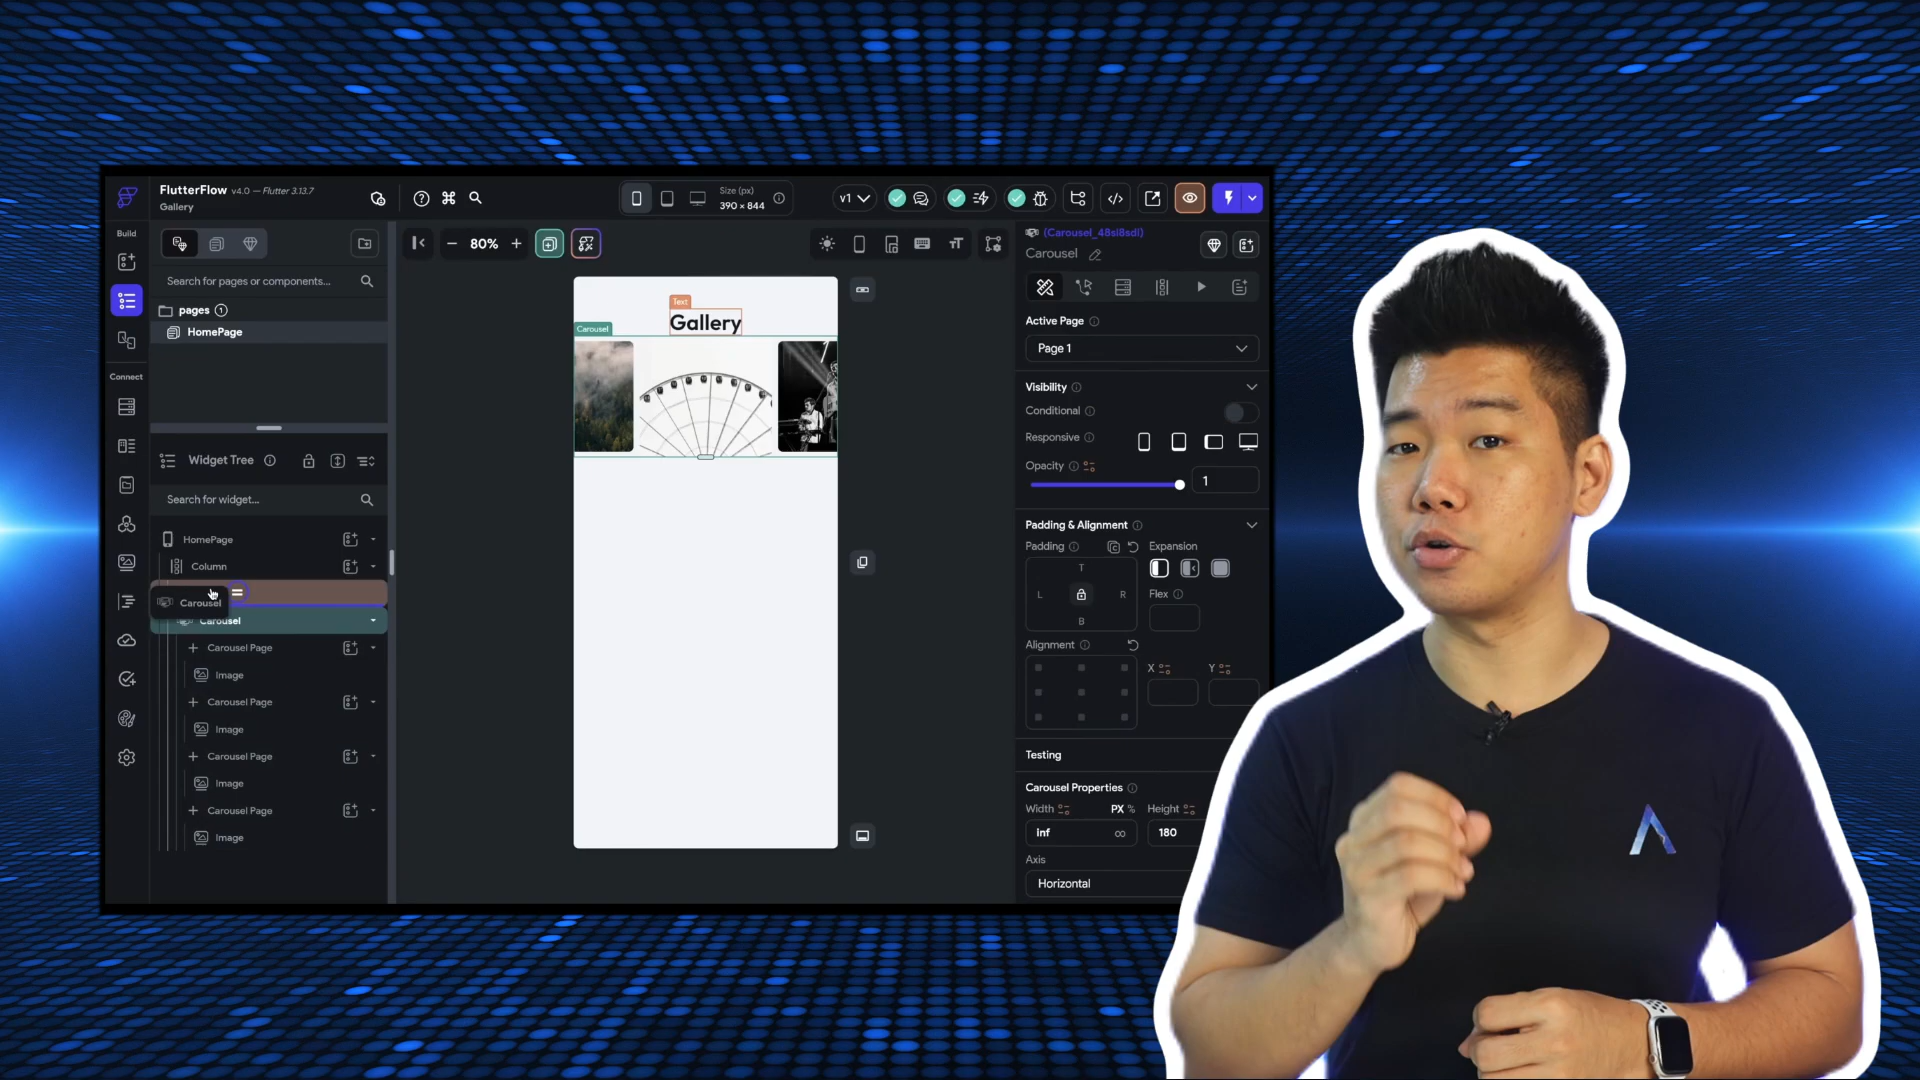 FlutterFlow v4.0 — Flutter 3.13.7
Gallery
Size (px)
390 × 844
v1
Build
80%
(Carousel_48sl8sdl)
Carousel
Search for pages or components...
pages 1
HomePage
Connect
Text
Gallery
Carousel
Active Page
Page 1
Visibility
Conditional
Responsive
Opacity
1
Widget Tree
Search for widget...
HomePage
Column
Carousel
Carousel
Carousel Page
Image
Carousel Page
Image
Carousel Page
Image
Carousel Page
Image
Padding & Alignment
Padding
Expansion
T
L
R
B
Flex
Alignment
X
Y
Testing
Carousel Properties
Width
PX %
Height
inf
∞
180
Axis
Horizontal